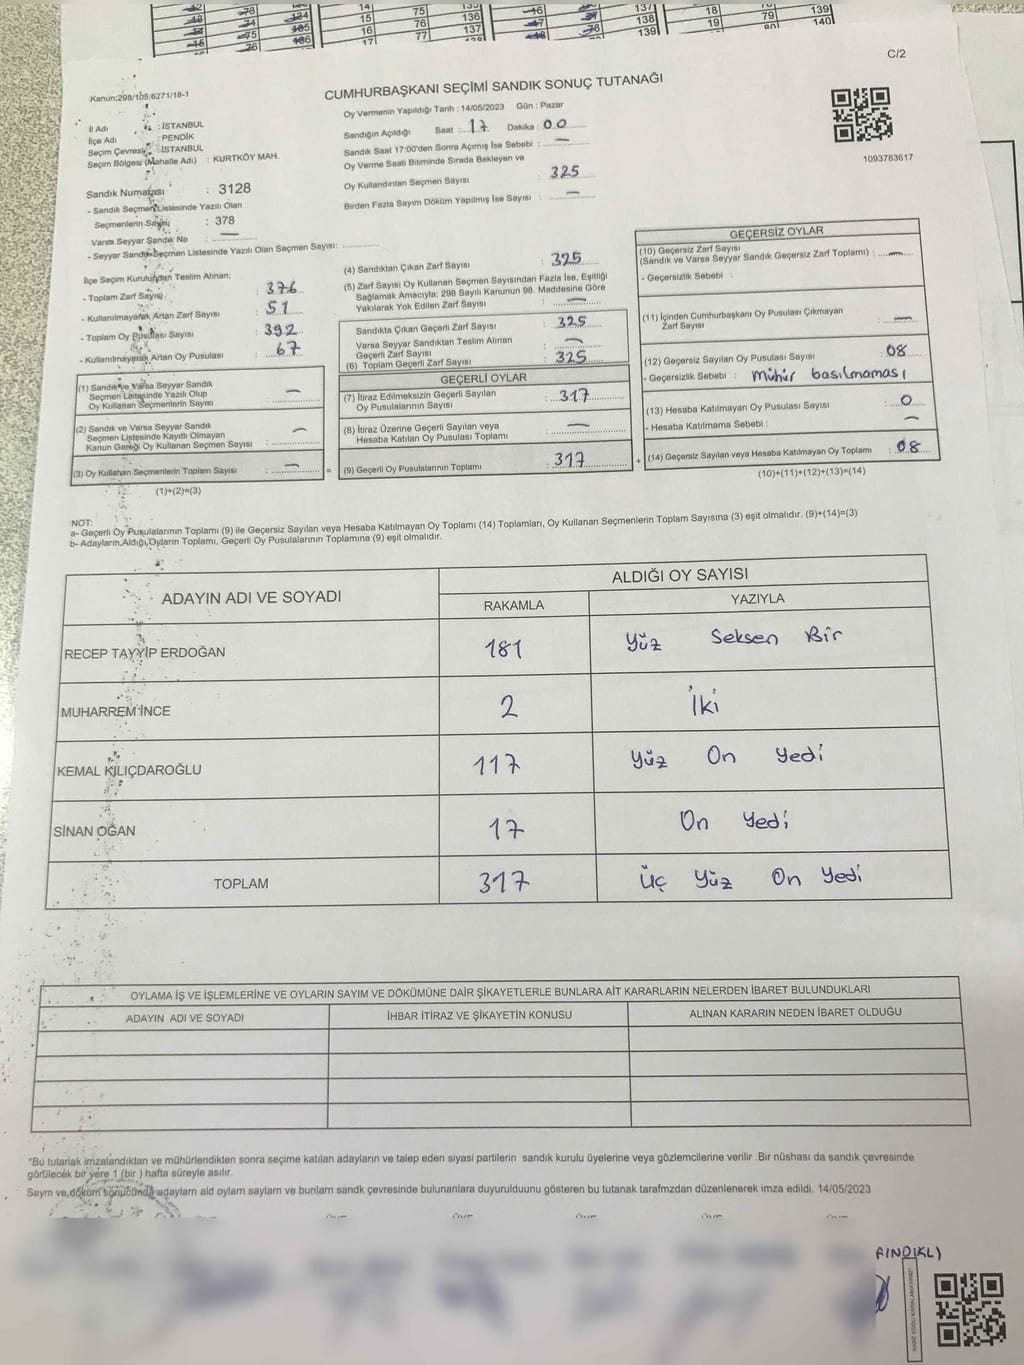 C/2
Kanun:298/105;6271/18-1
CUMHURBAŞKANI SEÇİMİ SANDIK SONUÇ TUTANAĞI
İl Adı : İSTANBUL
İlçe Adı : PENDİK
Seçim Çevresi : İSTANBUL
Seçim Bölgesi (Mahalle Adı) : KURTKÖY MAH.
Sandık Numarası : 3128
- Sandık Seçmen Listesinde Yazılı Olan
Seçmenlerin Sayısı : 378
Varsa Seyyar Sandık No : —
- Seyyar Sandık Seçmen Listesinde Yazılı Olan Seçmen Sayısı: ..............
Oy Vermenin Yapıldığı Tarih : 14/05/2023 Gün : Pazar
Sandığın Açıldığı Saat : 17 Dakika : 00
Sandık Saat 17:00'den Sonra Açımış İse Sebebi : —
Oy Verme Saati Bitiminde Sırada Bekleyen ve
Oy Kullandırılan Seçmen Sayısı : 325
Birden Fazla Sayım Döküm Yapılmış İse Sayısı : —
1093783617
İlçe Seçim Kurulundan Teslim Alınan;
- Toplam Zarf Sayısı : 376
- Kullanılmayarak Artan Zarf Sayısı : 51
- Toplam Oy Pusulası Sayısı : 392
- Kullanılmayarak Artan Oy Pusulası : 67
(1) Sandık ve Varsa Seyyar Sandık
Seçmen Listesinde Yazılı Olup
Oy Kullanan Seçmenlerin Sayısı : —
(2) Sandık ve Varsa Seyyar Sandık
Seçmen Listesinde Kayıtlı Olmayan
Kanun Gereği Oy Kullanan Seçmen Sayısı : —
(3) Oy Kullanan Seçmenlerin Toplam Sayısı : — =
(1)+(2)=(3)
(4) Sandıktan Çıkan Zarf Sayısı : 325
(5) Zarf Sayısı Oy Kullanan Seçmen Sayısından Fazla İse, Eşitliği
Sağlamak Amacıyla; 298 Sayılı Kanunun 98. Maddesine Göre
Yakılarak Yok Edilen Zarf Sayısı : —
Sandıkta Çıkan Geçerli Zarf Sayısı : 325
Varsa Seyyar Sandıktan Teslim Alınan
Geçerli Zarf Sayısı : —
(6) Toplam Geçerli Zarf Sayısı : 325
GEÇERLİ OYLAR
(7) İtiraz Edilmeksizin Geçerli Sayılan
Oy Pusulalarının Sayısı : 317
(8) İtiraz Üzerine Geçerli Sayılan veya
Hesaba Katılan Oy Pusulası Toplamı : —
(9) Geçerli Oy Pusulalarının Toplamı : 317 +
GEÇERSİZ OYLAR
(10) Geçersiz Zarf Sayısı
(Sandık ve Varsa Seyyar Sandık Geçersiz Zarf Toplamı) : —
- Geçersizlik Sebebi :
(11) İçinden Cumhurbaşkanı Oy Pusulası Çıkmayan
Zarf Sayısı : —
(12) Geçersiz Sayılan Oy Pusulası Sayısı : 08
- Geçersizlik Sebebi : Mühür basılmaması
(13) Hesaba Katılmayan Oy Pusulası Sayısı : 0
- Hesaba Katılmama Sebebi : —
(14) Geçersiz Sayılan veya Hesaba Katılmayan Oy Toplamı : 08
(10)+(11)+(12)+(13)=(14)
NOT:
a- Geçerli Oy Pusulalarının Toplamı (9) ile Geçersiz Sayılan veya Hesaba Katılmayan Oy Toplamı (14) Toplamları, Oy Kullanan Seçmenlerin Toplam Sayısına (3) eşit olmalıdır. (9)+(14)=(3)
b- Adayların Aldığı Oyların Toplamı, Geçerli Oy Pusulalarının Toplamına (9) eşit olmalıdır.
ADAYIN ADI VE SOYADI ALDIĞI OY SAYISI
RAKAMLA YAZIYLA
RECEP TAYYİP ERDOĞAN 181 Yüz Seksen Bir
MUHARREM İNCE 2 İki
KEMAL KILIÇDAROĞLU 117 Yüz On Yedi
SİNAN OĞAN 17 On Yedi
TOPLAM 317 Üç Yüz On Yedi
OYLAMA İŞ VE İŞLEMLERİNE VE OYLARIN SAYIM VE DÖKÜMÜNE DAİR ŞİKAYETLERLE BUNLARA AİT KARARLARIN NELERDEN İBARET BULUNDUKLARI
ADAYIN ADI VE SOYADI İHBAR İTİRAZ VE ŞİKAYETİN KONUSU ALINAN KARARIN NEDEN İBARET OLDUĞU
*Bu tutanak imzalandıktan ve mühürlendikten sonra seçime katılan adayların ve talep eden siyasi partilerin sandık kurulu üyelerine veya gözlemcilerine verilir .Bir nüshası da sandık çevresinde
görülecek bir yere 1 (bir ) hafta süreyle asılır.
Sayım ve döküm sonucunda adayların ald oyların sayların ve bunların sandk çevresinde bulunanlara duyurulduunu gösteren bu tutanak tarafmzdan düzenlenerek imza edildi. 14/05/2023